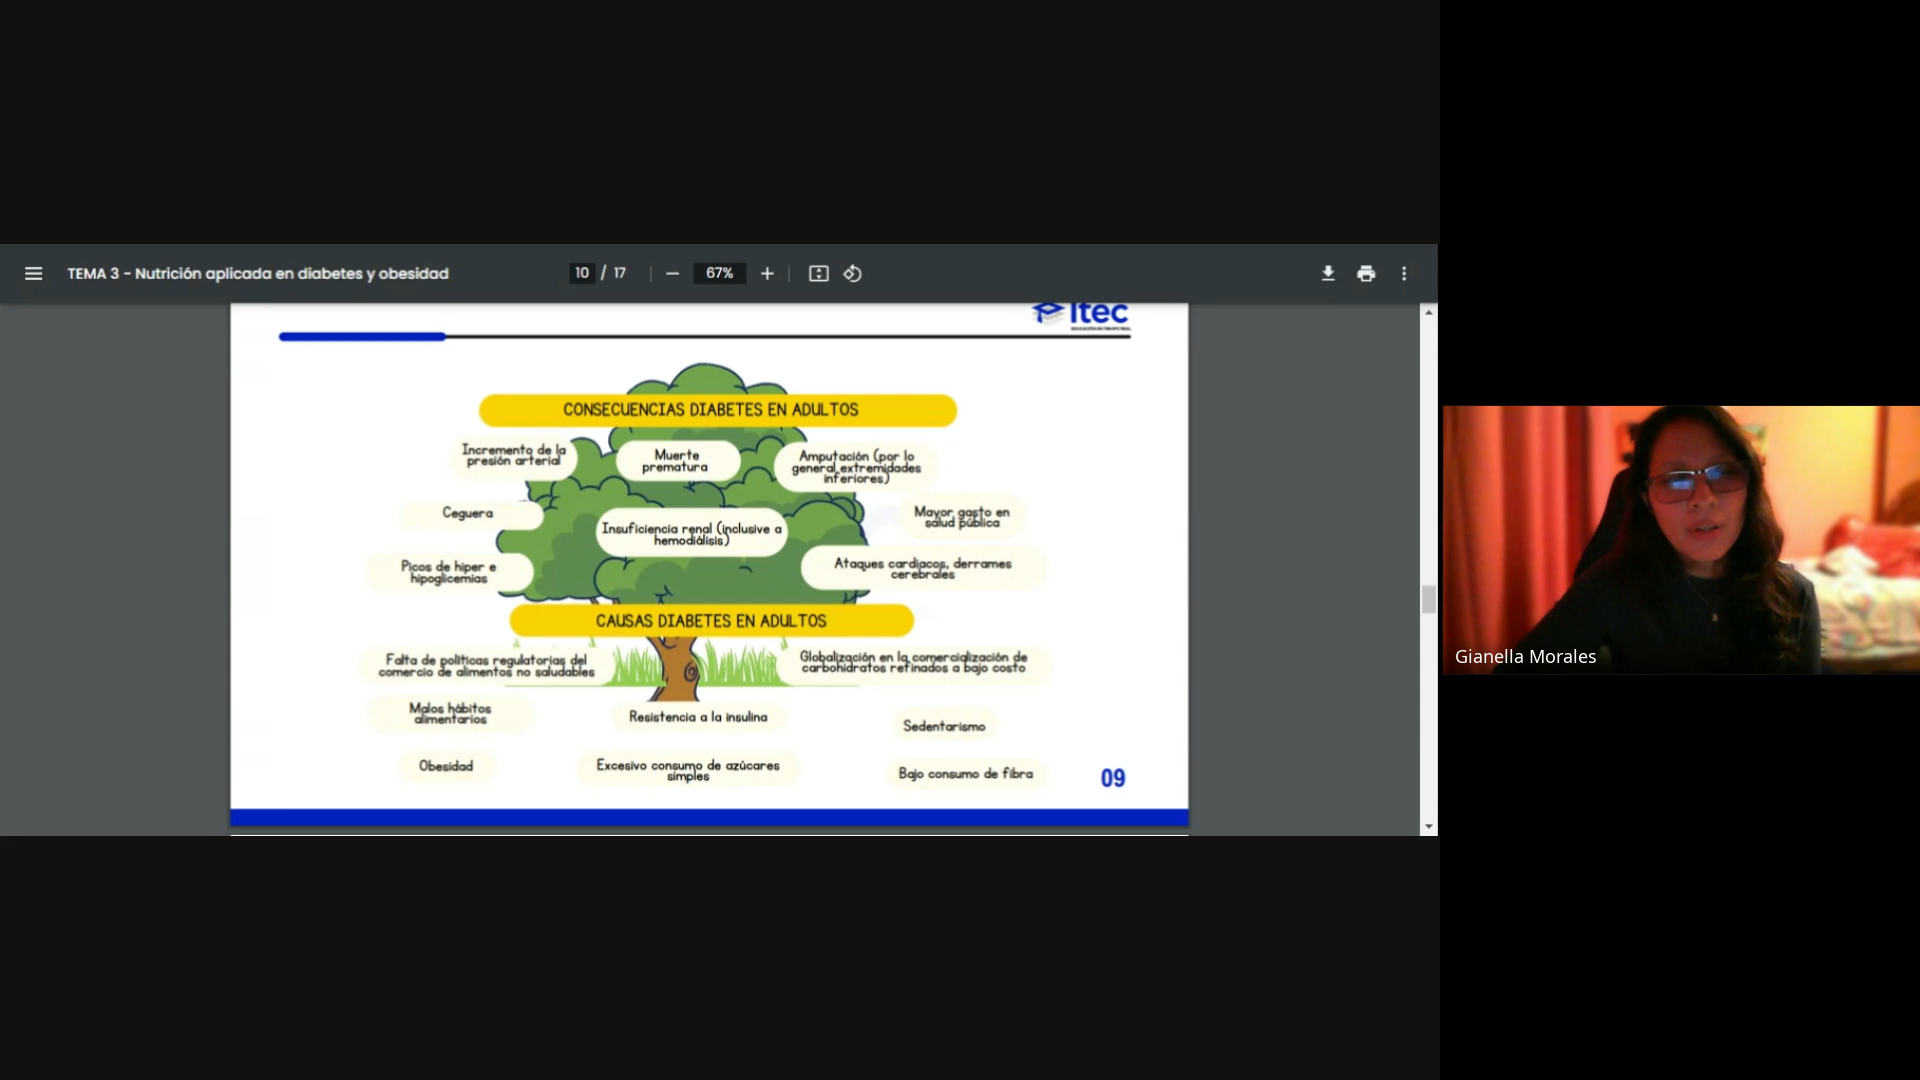 TEMA 3 - Nutrición aplicada en diabetes y obesidad
10 / 17
67%
Itec
CONSECUENCIAS DIABETES EN ADULTOS
Incremento de la
presión arterial
Muerte
prematura
Amputación (por lo
general extremidades
inferiores)
Ceguera
Insuficiencia renal (inclusive a
hemodiálisis)
Mayor gasto en
salud pública
Picos de hiper e
hipoglicemias
Ataques cardiacos, derrames
cerebrales
CAUSAS DIABETES EN ADULTOS
Falta de políticas regulatorias del
comercio de alimentos no saludables
Globalización en la comercialización de
carbohidratos refinados a bajo costo
Malos hábitos
alimentarios
Resistencia a la insulina
Sedentarismo
Obesidad
Excesivo consumo de azúcares
simples
Bajo consumo de fibra
09
Gianella Morales